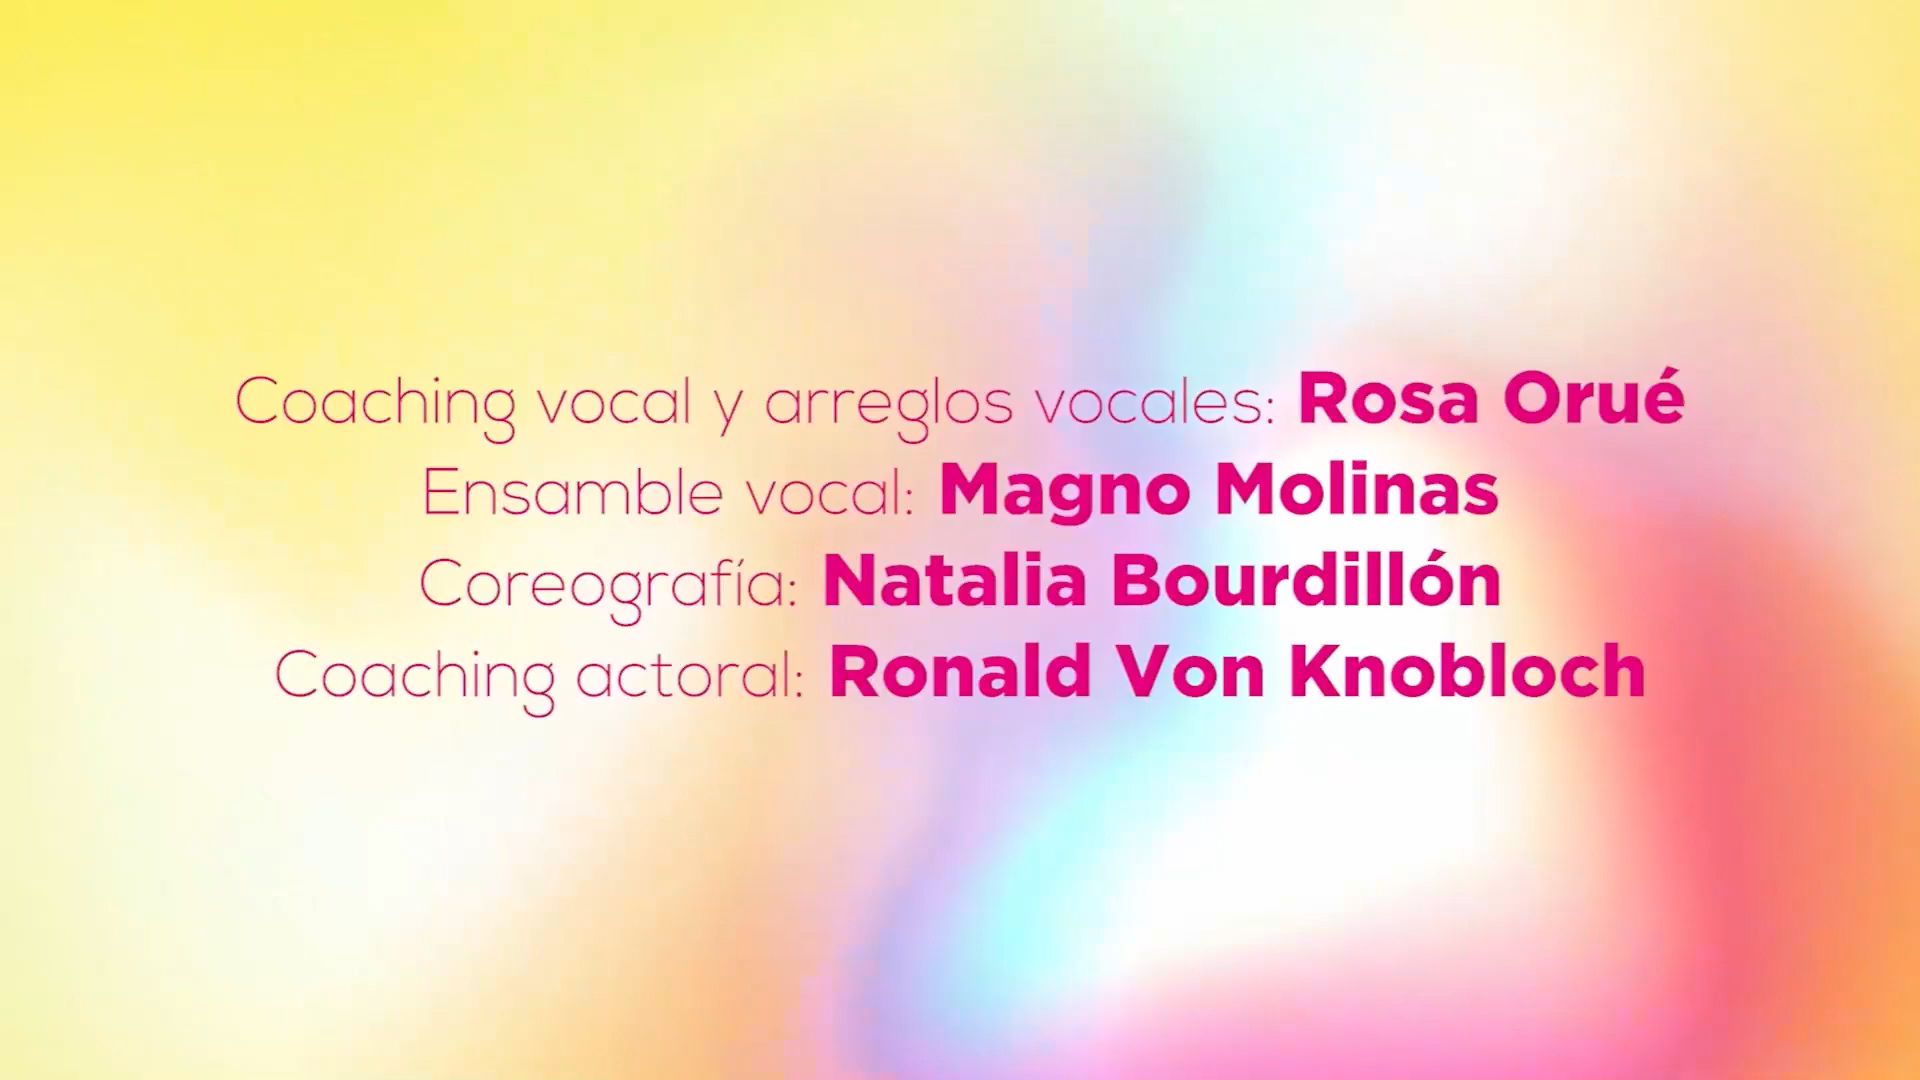 Coaching vocal y arreglos vocales: Rosa Orué
Ensamble vocal: Magno Molinas
Coreografía: Natalia Bourdillón
Coaching actoral: Ronald Von Knobloch